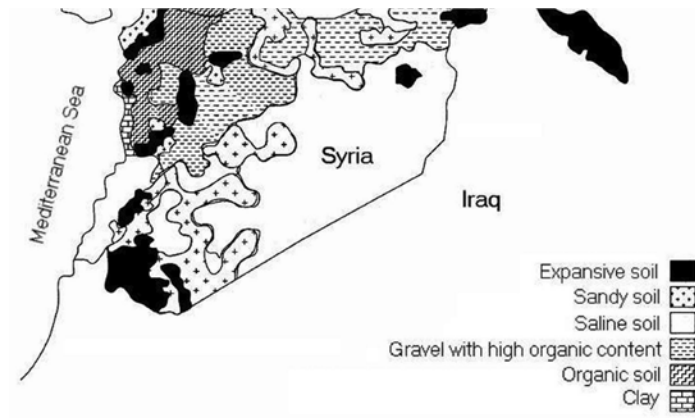 Mediterranean Sea
Syria
Iraq
Expansive soil
Sandy soil
Saline soil
Gravel with high organic content
Organic soil
Clay